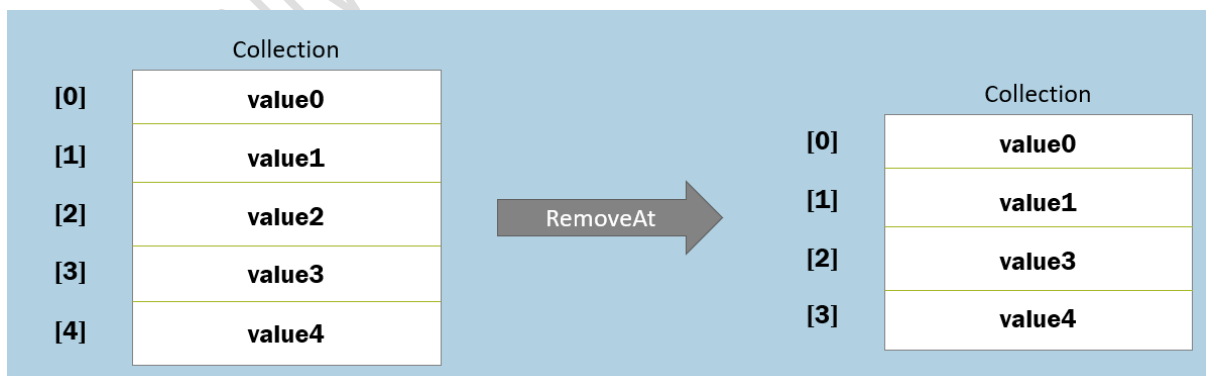 Collection
[0] value0
[1] value1
[2] value2
[3] value3
[4] value4
RemoveAt
Collection
[0] value0
[1] value1
[2] value3
[3] value4